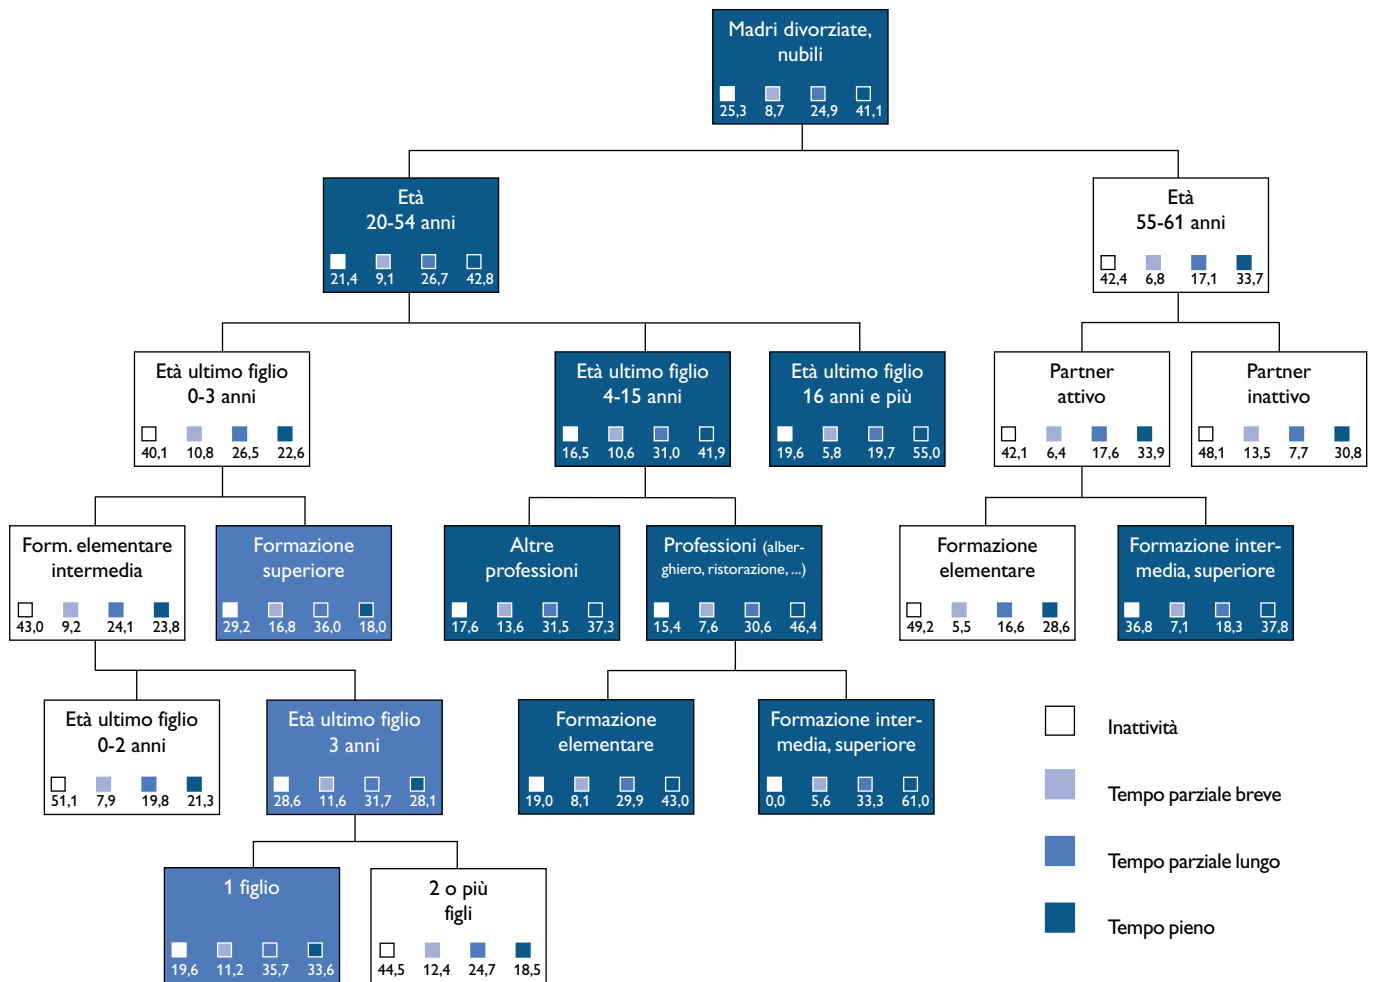 Madri divorziate,
nubili
25,3 8,7 24,9 41,1
Età
20-54 anni
21,4 9,1 26,7 42,8
Età
55-61 anni
42,4 6,8 17,1 33,7
Età ultimo figlio
0-3 anni
40,1 10,8 26,5 22,6
Età ultimo figlio
4-15 anni
16,5 10,6 31,0 41,9
Età ultimo figlio
16 anni e più
19,6 5,8 19,7 55,0
Partner
attivo
42,1 6,4 17,6 33,9
Partner
inattivo
48,1 13,5 7,7 30,8
Form. elementare
intermedia
43,0 9,2 24,1 23,8
Formazione
superiore
29,2 16,8 36,0 18,0
Altre
professioni
17,6 13,6 31,5 37,3
Professioni (alber-
ghiero, ristorazione, ...)
15,4 7,6 30,6 46,4
Formazione
elementare
49,2 5,5 16,6 28,6
Formazione inter-
media, superiore
36,8 7,1 18,3 37,8
Età ultimo figlio
0-2 anni
51,1 7,9 19,8 21,3
Età ultimo figlio
3 anni
28,6 11,6 31,7 28,1
Formazione
elementare
19,0 8,1 29,9 43,0
Formazione inter-
media, superiore
0,0 5,6 33,3 61,0
1 figlio
19,6 11,2 35,7 33,6
2 o più
figli
44,5 12,4 24,7 18,5
Inattività
Tempo parziale breve
Tempo parziale lungo
Tempo pieno